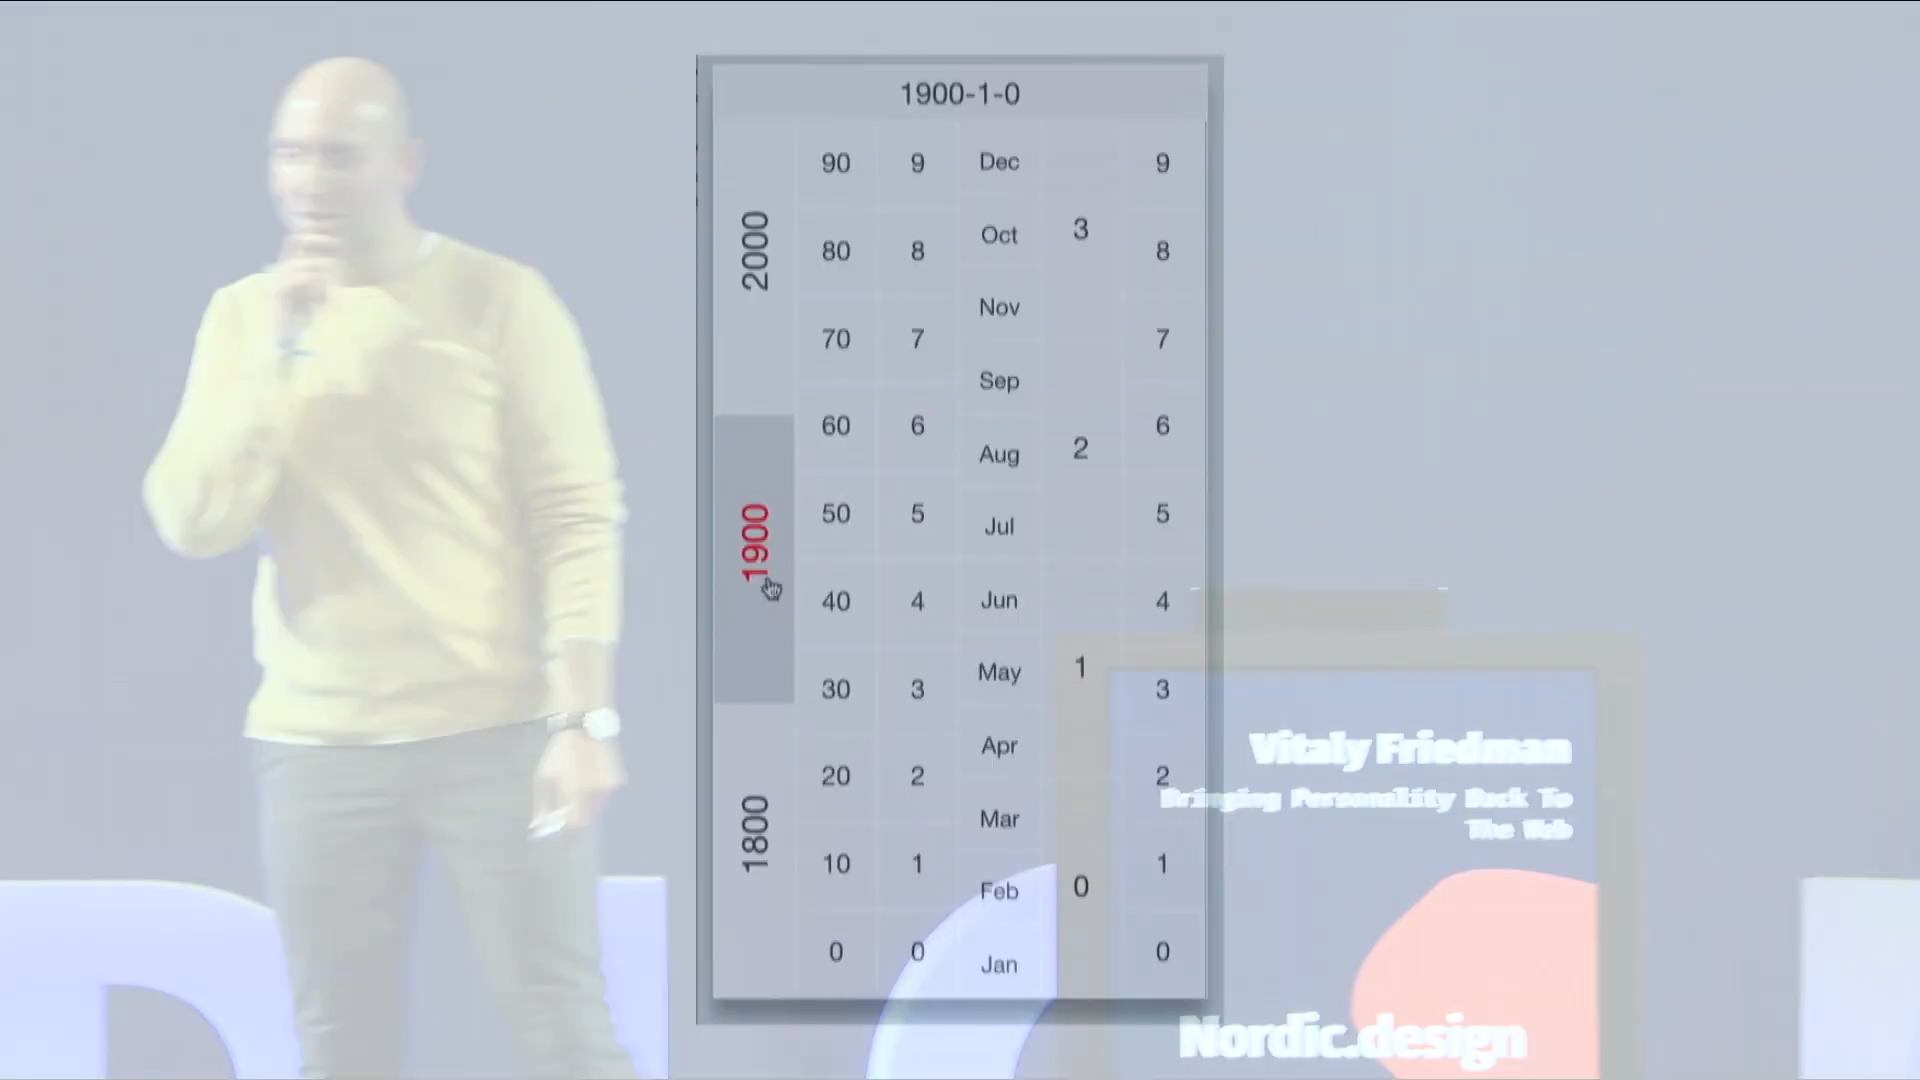 1900-1-0
2000
1900
1800
90
80
70
60
50
40
30
20
10
0
9
8
7
6
5
4
3
2
1
0
Dec
Oct
Nov
Sep
Aug
Jul
Jun
May
Apr
Mar
Feb
Jan
3
2
1
0
9
8
7
6
5
4
3
2
1
0
Vitaly Friedman
Bringing Personality Back To
The Web
Nordic.design